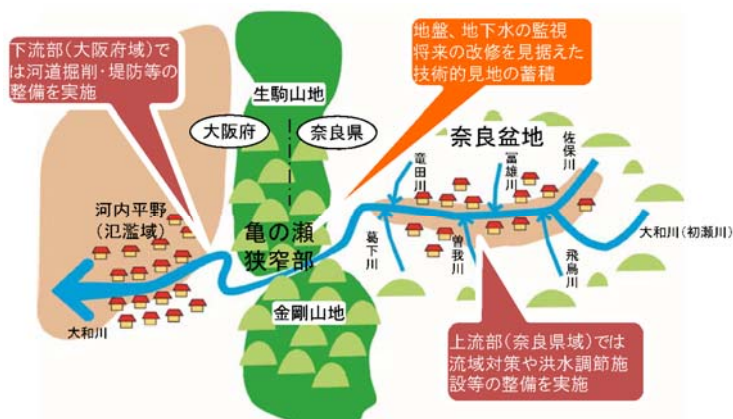 下流部(大阪府域)で
は河道掘削・堤防等の
整備を実施
地盤、地下水の監視
将来の改修を見据えた
技術的見地の蓄積
生駒山地
大阪府
奈良県
奈良盆地
竜田川
富雄川
佐保川
河内平野
(氾濫域)
亀の瀬
狭窄部
葛下川
曽我川
飛鳥川
大和川(初瀬川)
大和川
金剛山地
上流部(奈良県域)では
流域対策や洪水調節施
設等の整備を実施